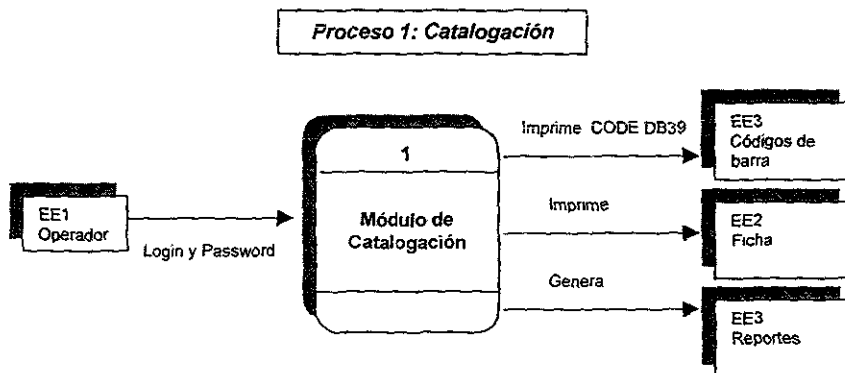 Proceso 1: Catalogación
EE1
Operador
Login y Password
1
Módulo de
Catalogación
Imprime CODE DB39
EE3
Códigos de
barra
Imprime
EE2
Ficha
Genera
EE3
Reportes